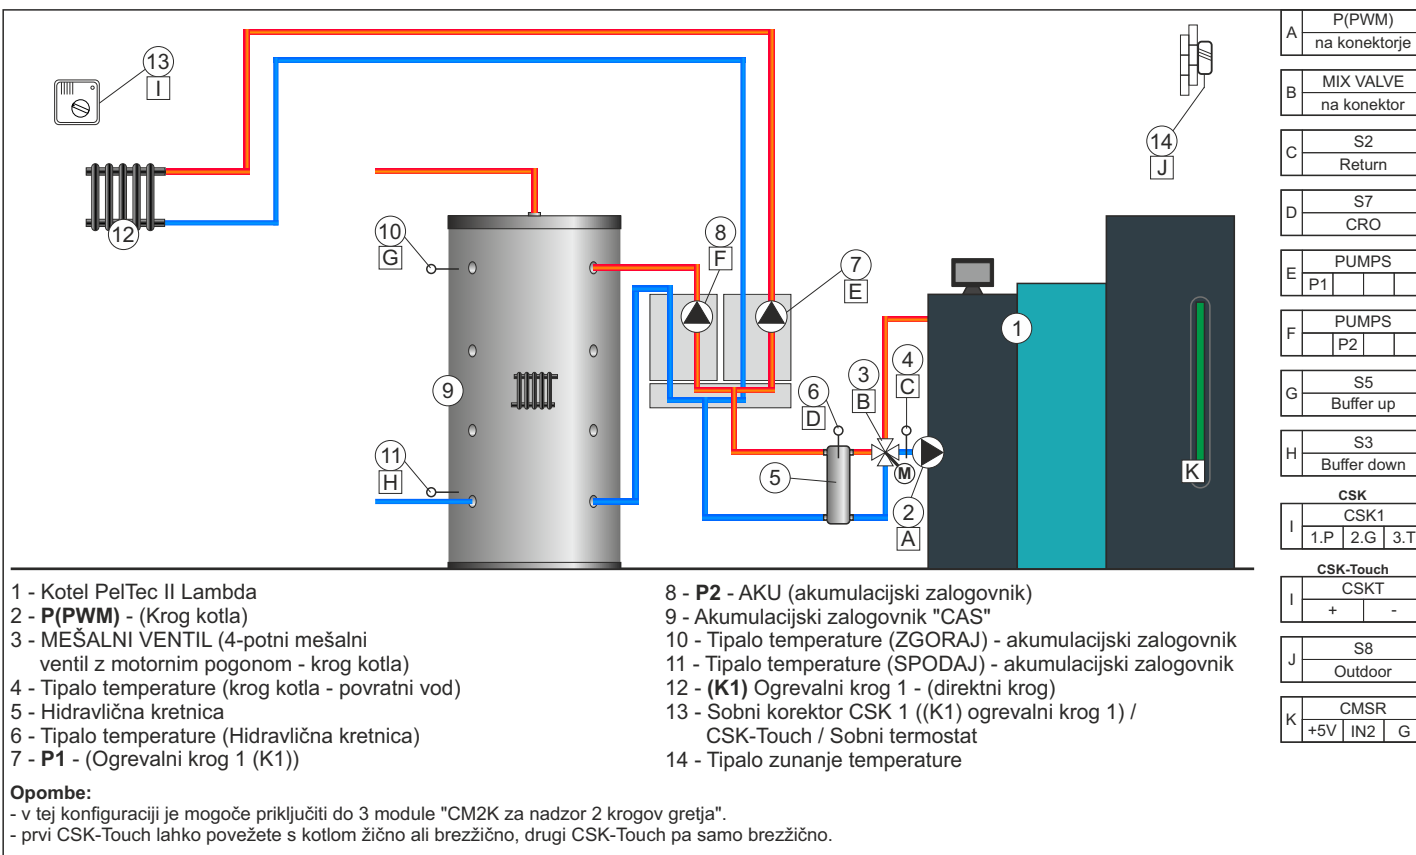 13
I
12
10
G
9
11
H
8
F
7
E
6
D
5
3
B
4
C
M
2
A
1
14
J
K
A
P(PWM)
na konektorje
B
MIX VALVE
na konektor
C
S2
Return
D
S7
CRO
E
PUMPS
P1
F
PUMPS
P2
G
S5
Buffer up
H
S3
Buffer down
CSK
I
CSK1
1.P 2.G 3.T
CSK-Touch
I
CSKT
+ -
J
S8
Outdoor
K
CMSR
+5V IN2 G
1 - Kotel PelTec II Lambda
2 - P(PWM) - (Krog kotla)
3 - MEŠALNI VENTIL (4-potni mešalni
ventil z motornim pogonom - krog kotla)
4 - Tipalo temperature (krog kotla - povratni vod)
5 - Hidravlična kretnica
6 - Tipalo temperature (Hidravlična kretnica)
7 - P1 - (Ogrevalni krog 1 (K1))
8 - P2 - AKU (akumulacijski zalogovnik)
9 - Akumulacijski zalogovnik "CAS"
10 - Tipalo temperature (ZGORAJ) - akumulacijski zalogovnik
11 - Tipalo temperature (SPODAJ) - akumulacijski zalogovnik
12 - (K1) Ogrevalni krog 1 - (direktni krog)
13 - Sobni korektor CSK 1 ((K1) ogrevalni krog 1) /
CSK-Touch / Sobni termostat
14 - Tipalo zunanje temperature
Opombe:
- v tej konfiguraciji je mogoče priključiti do 3 module "CM2K za nadzor 2 krogov gretja".
- prvi CSK-Touch lahko povežete s kotlom žično ali brezžično, drugi CSK-Touch pa samo brezžično.